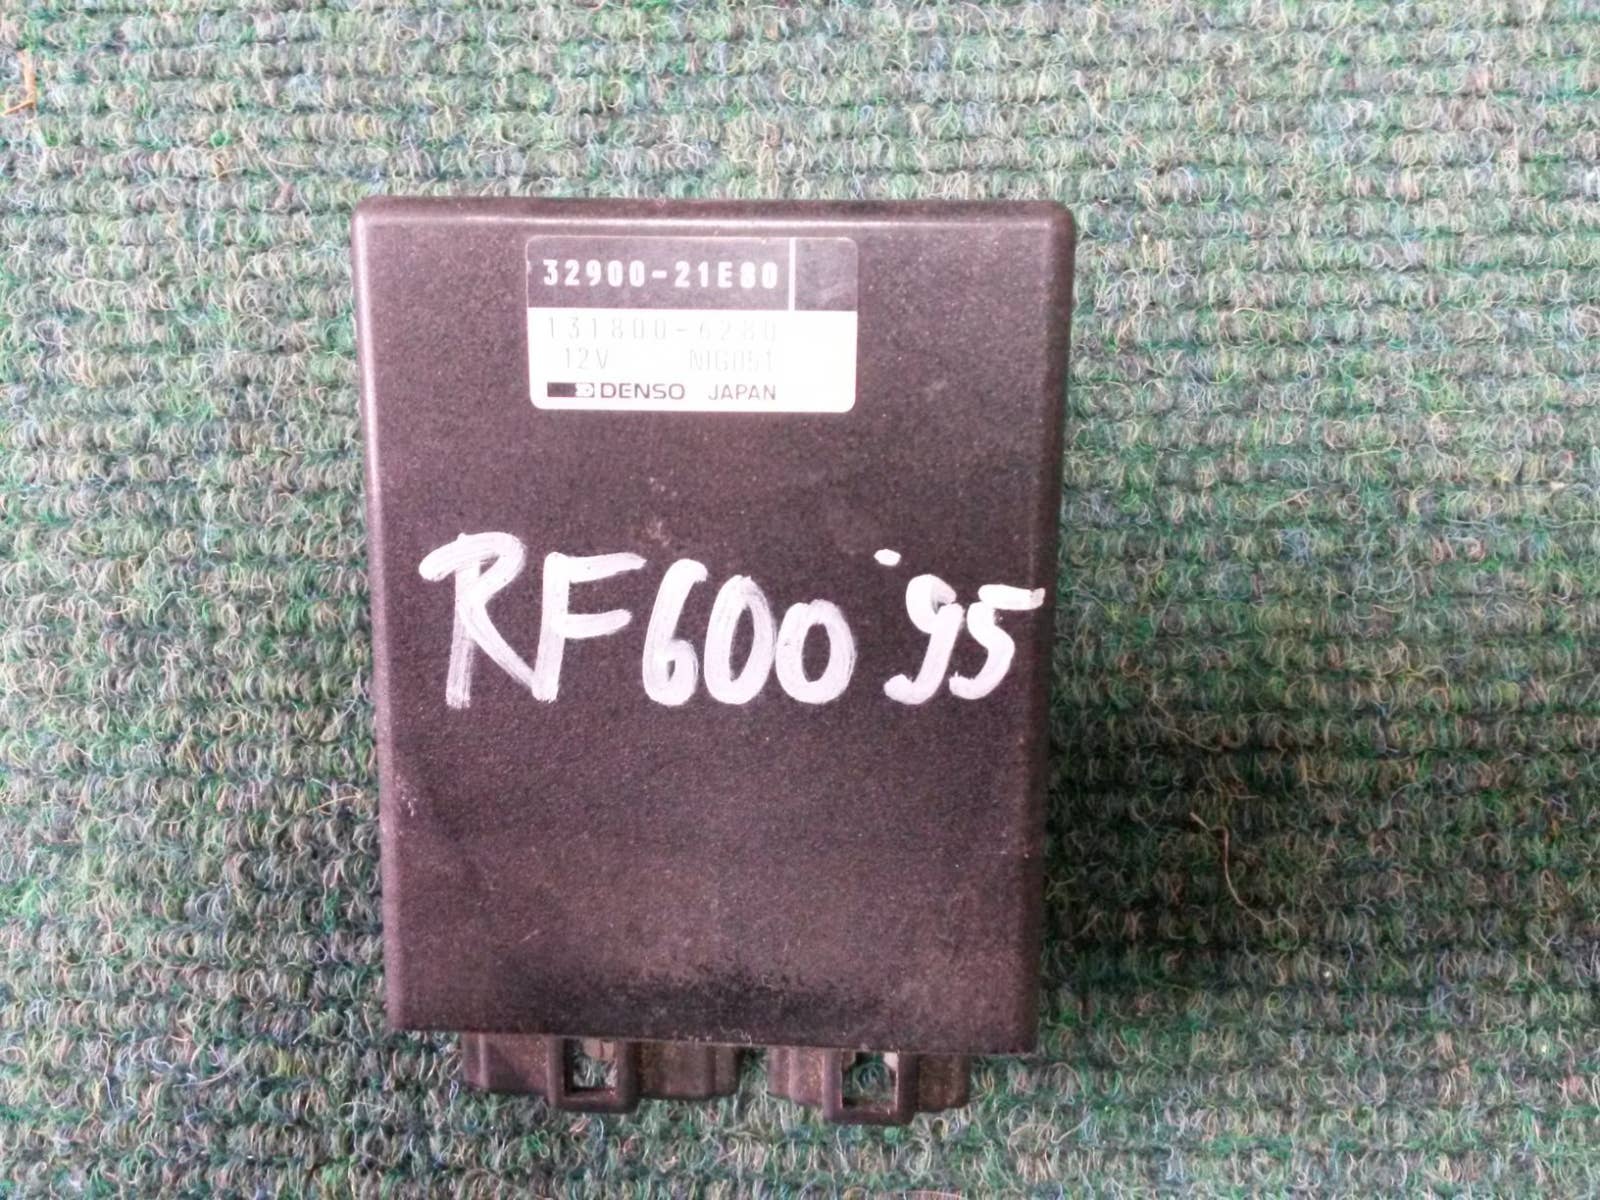 32900-21E80
131800-6280
12V NIG051
DENSO JAPAN
RF600 '95